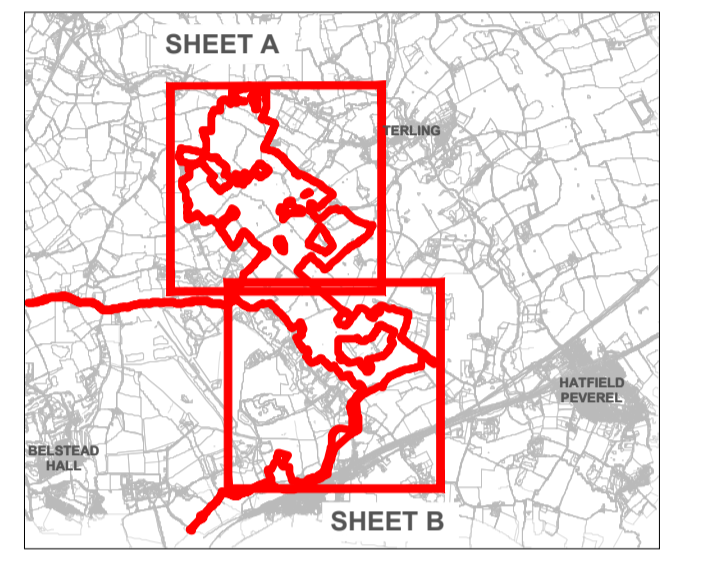 SHEET A
TERLING
HATFIELD
PEVEREL
BELSTEAD
HALL
SHEET B